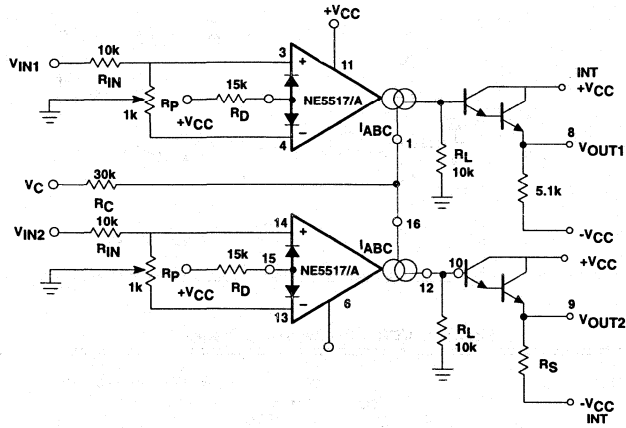 +VCC
INT
+VCC
VIN1
10k
RIN
3
+
11
RP
1k
15k
+VCC
RD
NE5517/A
−
4
IABC
1
RL
10k
8
VOUT1
5.1k
-VCC
VC
30k
RC
16
VIN2
10k
RIN
14
+
IABC
RP
1k
15k
15
+VCC
RD
NE5517/A
−
13
6
12
10
+VCC
RL
10k
9
VOUT2
RS
-VCC
INT